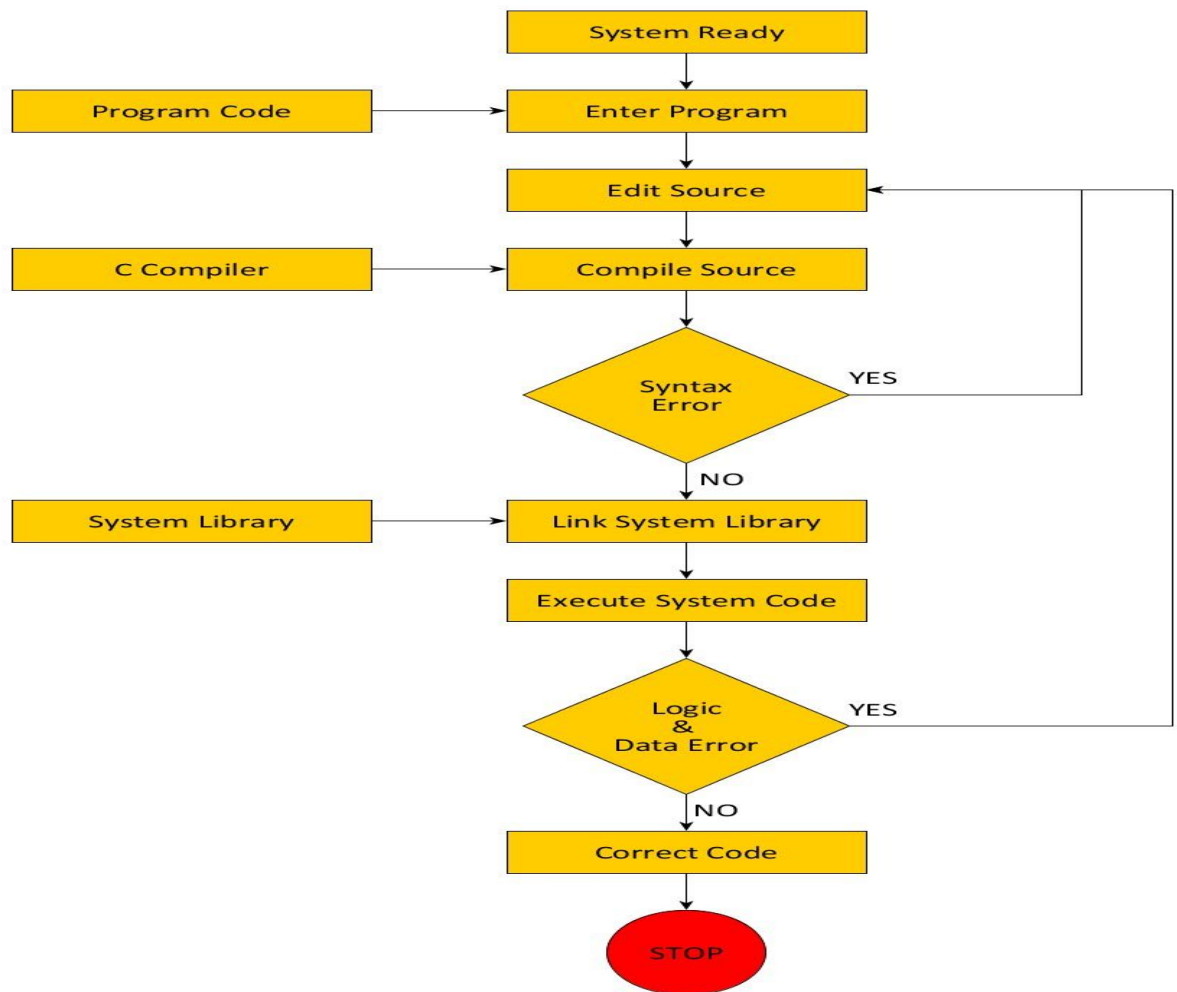 System Ready
Program Code
Enter Program
Edit Source
C Compiler
Compile Source
Syntax
Error
YES
NO
System Library
Link System Library
Execute System Code
Logic
&
Data Error
YES
NO
Correct Code
STOP